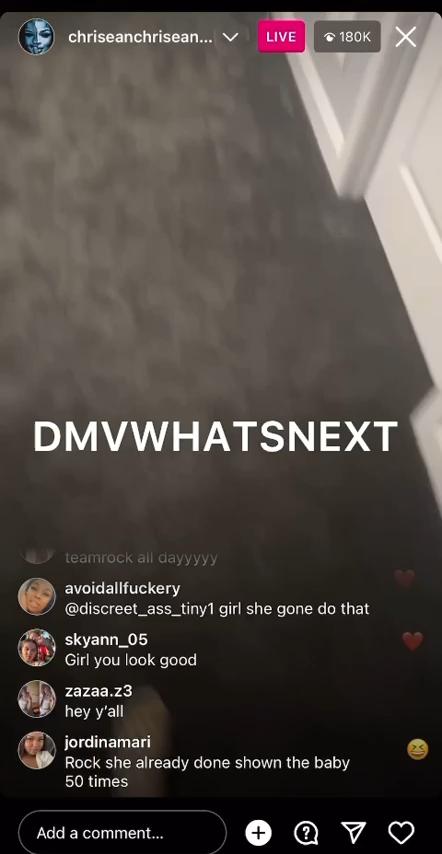 chriseanchrisean...
LIVE
180K
DMVWHATSNEXT
teamrock all dayyyyy
avoidallfuckery
@discreet_ass_tiny1 girl she gone do that
skyann_05
Girl you look good
zazaa.z3
hey y'all
jordinamari
Rock she already done shown the baby
50 times
Add a comment...